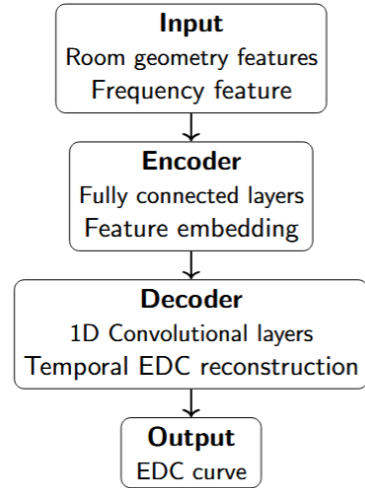 Input
Room geometry features
Frequency feature
Encoder
Fully connected layers
Feature embedding
Decoder
1D Convolutional layers
Temporal EDC reconstruction
Output
EDC curve